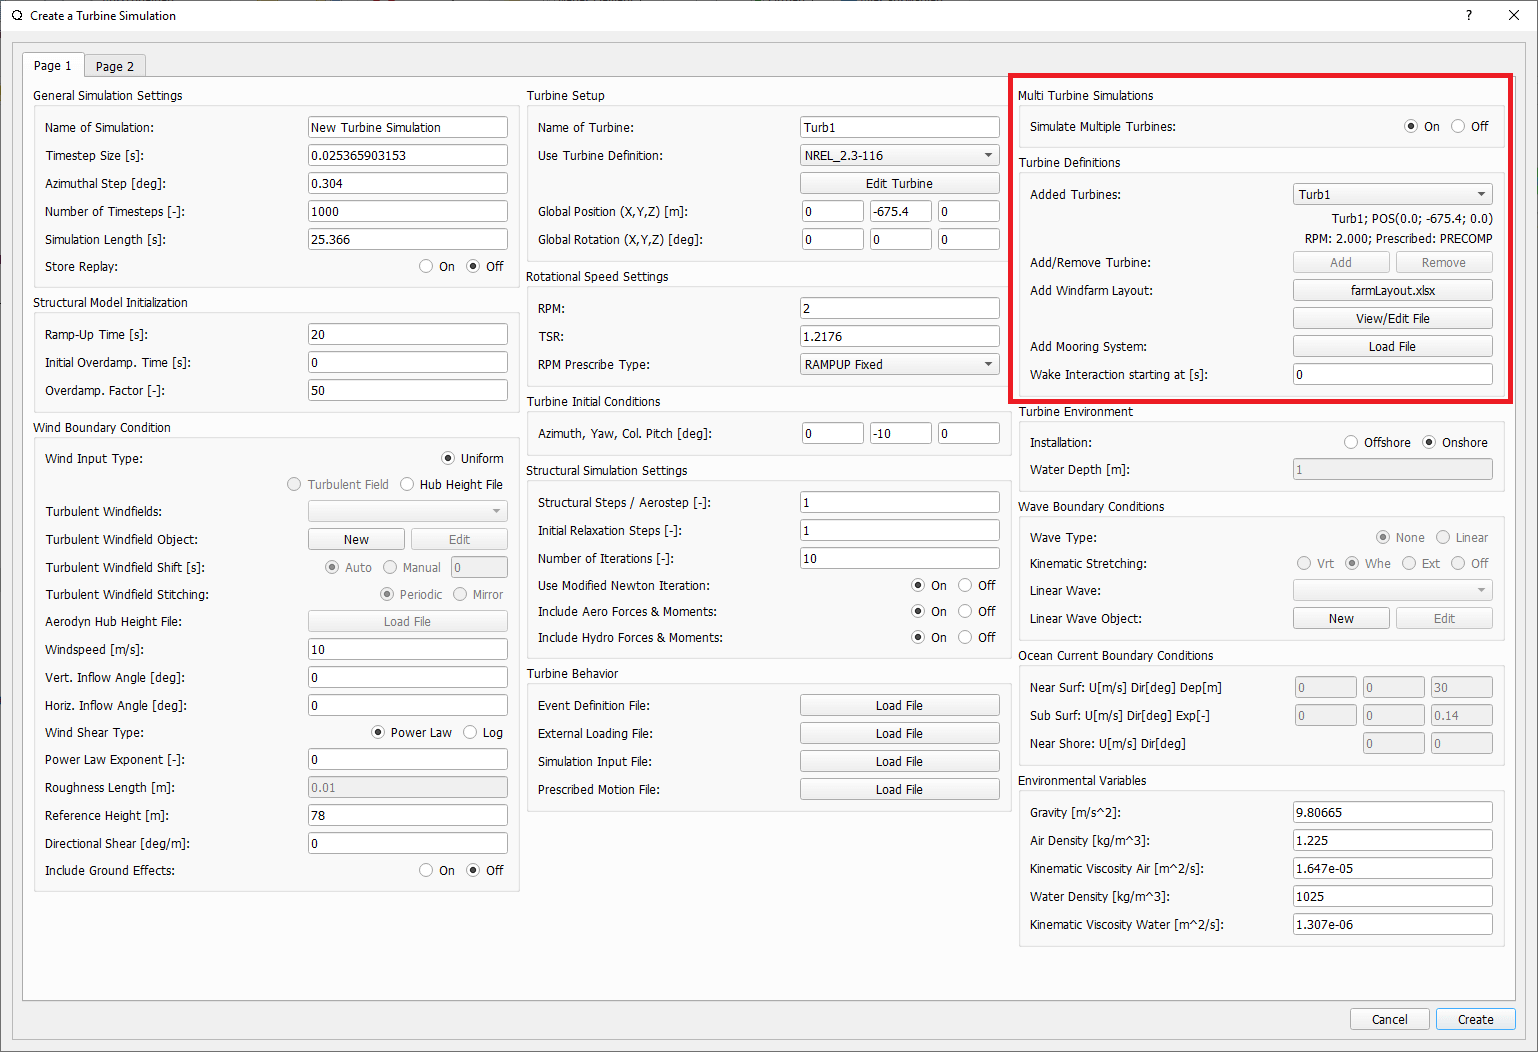 Create a Turbine Simulation
?
Page 1
Page 2
General Simulation Settings
Name of Simulation: New Turbine Simulation
Timestep Size [s]: 0.025365903153
Azimuthal Step [deg]: 0.304
Number of Timesteps [-]: 1000
Simulation Length [s]: 25.366
Store Replay: On Off
Structural Model Initialization
Ramp-Up Time [s]: 20
Initial Overdamp. Time [s]: 0
Overdamp. Factor [-]: 50
Wind Boundary Condition
Wind Input Type: Uniform
Turbulent Field Hub Height File
Turbulent Windfields:
Turbulent Windfield Object: New Edit
Turbulent Windfield Shift [s]: Auto Manual 0
Turbulent Windfield Stitching: Periodic Mirror
Aerodyn Hub Height File: Load File
Windspeed [m/s]: 10
Vert. Inflow Angle [deg]: 0
Horiz. Inflow Angle [deg]: 0
Wind Shear Type: Power Law Log
Power Law Exponent [-]: 0
Roughness Length [m]: 0.01
Reference Height [m]: 78
Directional Shear [deg/m]: 0
Include Ground Effects: On Off
Turbine Setup
Name of Turbine: Turb1
Use Turbine Definition: NREL_2.3-116
Edit Turbine
Global Position (X,Y,Z) [m]: 0 -675.4 0
Global Rotation (X,Y,Z) [deg]: 0 0 0
Rotational Speed Settings
RPM: 2
TSR: 1.2176
RPM Prescribe Type: RAMPUP Fixed
Turbine Initial Conditions
Azimuth, Yaw, Col. Pitch [deg]: 0 -10 0
Structural Simulation Settings
Structural Steps / Aerostep [-]: 1
Initial Relaxation Steps [-]: 1
Number of Iterations [-]: 10
Use Modified Newton Iteration: On Off
Include Aero Forces & Moments: On Off
Include Hydro Forces & Moments: On Off
Turbine Behavior
Event Definition File: Load File
External Loading File: Load File
Simulation Input File: Load File
Prescribed Motion File: Load File
Multi Turbine Simulations
Simulate Multiple Turbines: On Off
Turbine Definitions
Added Turbines: Turb1
Turb1; POS(0.0; -675.4; 0.0)
RPM: 2.000; Prescribed: PRECOMP
Add/Remove Turbine: Add Remove
Add Windfarm Layout: farmLayout.xlsx
View/Edit File
Add Mooring System: Load File
Wake Interaction starting at [s]: 0
Turbine Environment
Installation: Offshore Onshore
Water Depth [m]: 1
Wave Boundary Conditions
Wave Type: None Linear
Kinematic Stretching: Vrt Whe Ext Off
Linear Wave:
Linear Wave Object: New Edit
Ocean Current Boundary Conditions
Near Surf: U[m/s] Dir[deg] Dep[m] 0 0 30
Sub Surf: U[m/s] Dir[deg] Exp[-] 0 0 0.14
Near Shore: U[m/s] Dir[deg] 0 0
Environmental Variables
Gravity [m/s^2]: 9.80665
Air Density [kg/m^3]: 1.225
Kinematic Viscosity Air [m^2/s]: 1.647e-05
Water Density [kg/m^3]: 1025
Kinematic Viscosity Water [m^2/s]: 1.307e-06
Cancel Create